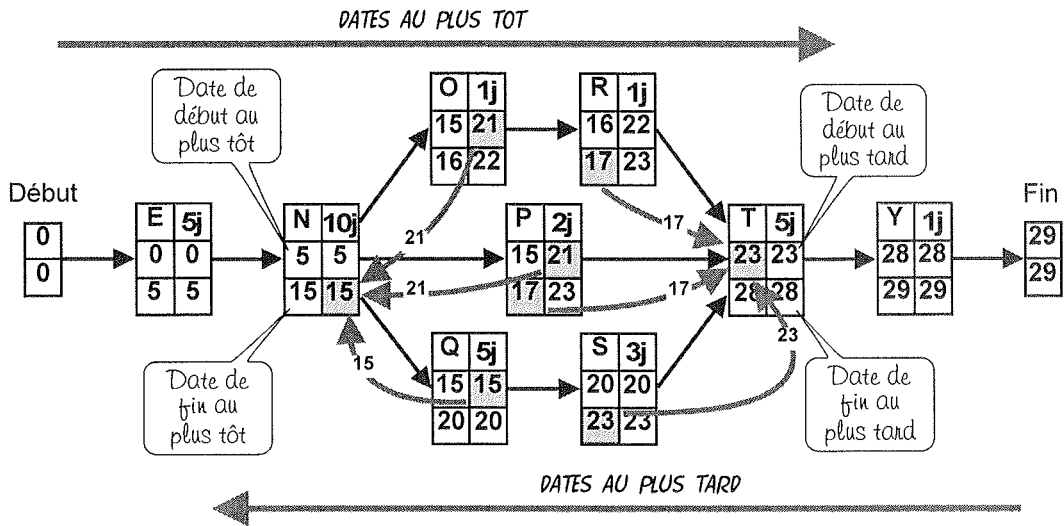 DATES AU PLUS TOT
Date de
début au
plus tôt
Date de
début au
plus tard
Début
0
0
E 5j
0 0
5 5
N 10j
5 5
15 15
O 1j
15 21
16 22
R 1j
16 22
17 23
P 2j
15 21
17 23
Q 5j
15 15
20 20
S 3j
20 20
23 23
T 5j
23 23
28 28
Y 1j
28 28
29 29
Fin
29
29
21
21
15
17
17
23
Date de
fin au
plus tôt
Date de
fin au
plus tard
DATES AU PLUS TARD